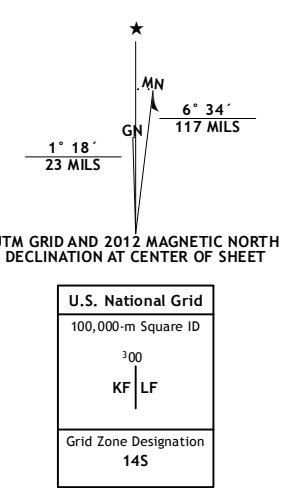 ★
MN
GN
6° 34´
117 MILS
1° 18´
23 MILS
UTM GRID AND 2012 MAGNETIC NORTH
DECLINATION AT CENTER OF SHEET
U.S. National Grid
100,000-m Square ID
³00
KF LF
Grid Zone Designation
14S